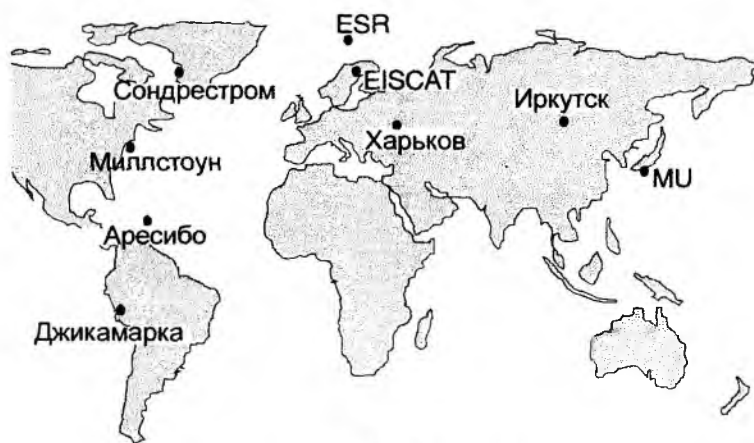 ESR
Сондрестром
EISCAT
Иркутск
Миллстоун
Харьков
MU
Аресибо
Джикамарка